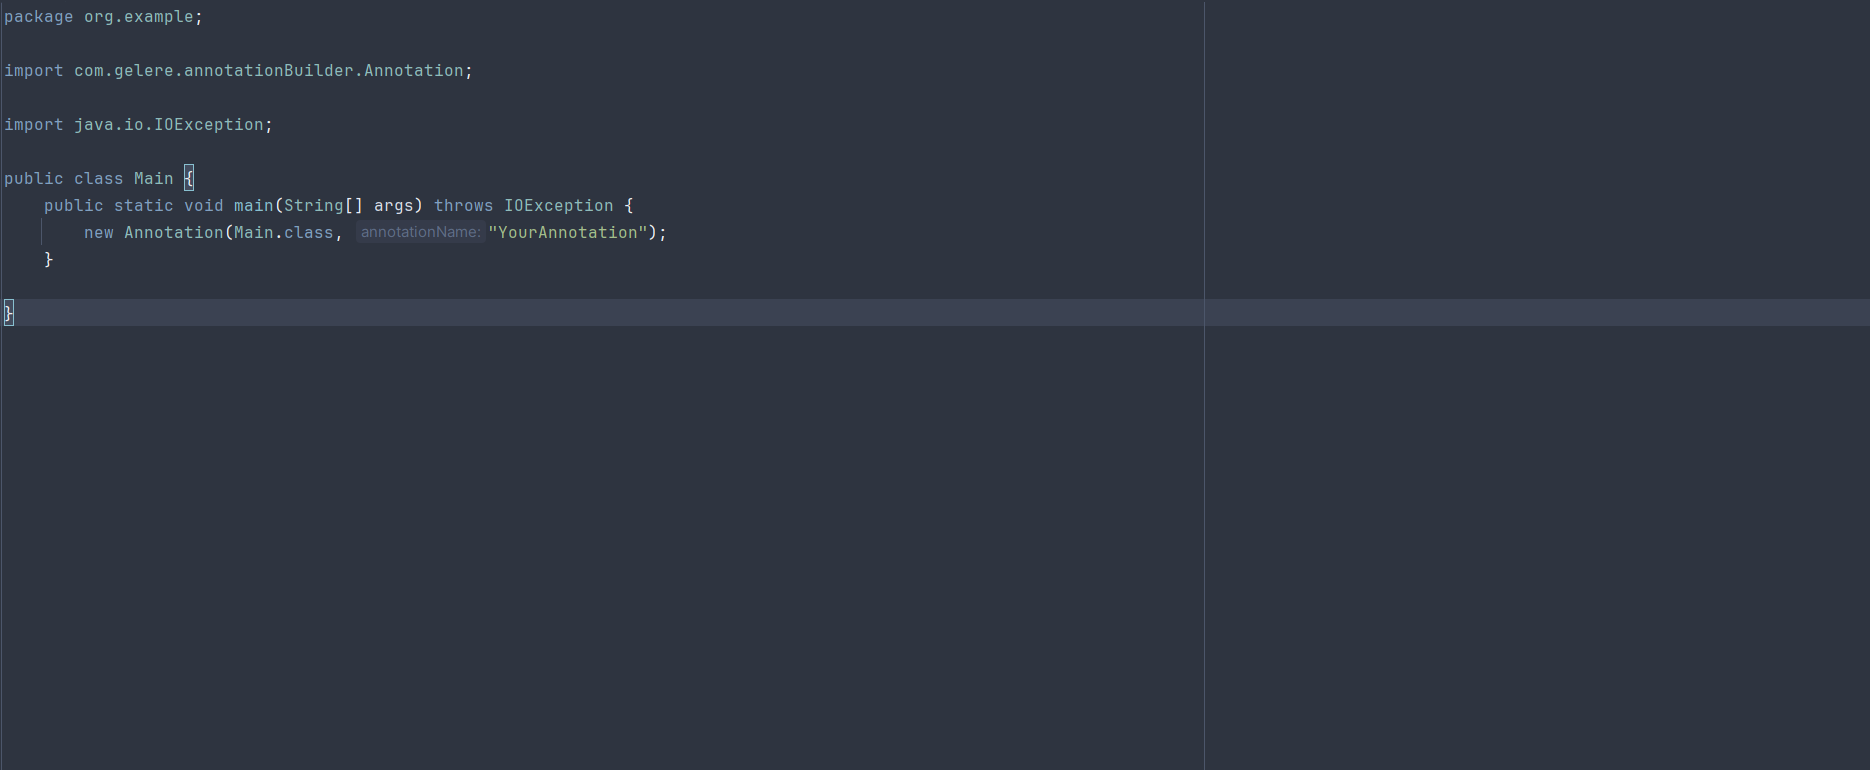 package org.example;
import com.gelere.annotationBuilder.Annotation;
import java.io.IOException;
public class Main {
public static void main(String[] args) throws IOException {
new Annotation(Main.class, annotationName: "YourAnnotation");
}
}